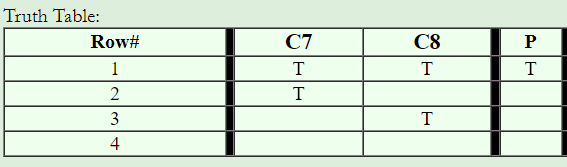 Truth Table:
Row# C7 C8 P
1 T T T
2 T
3 T
4